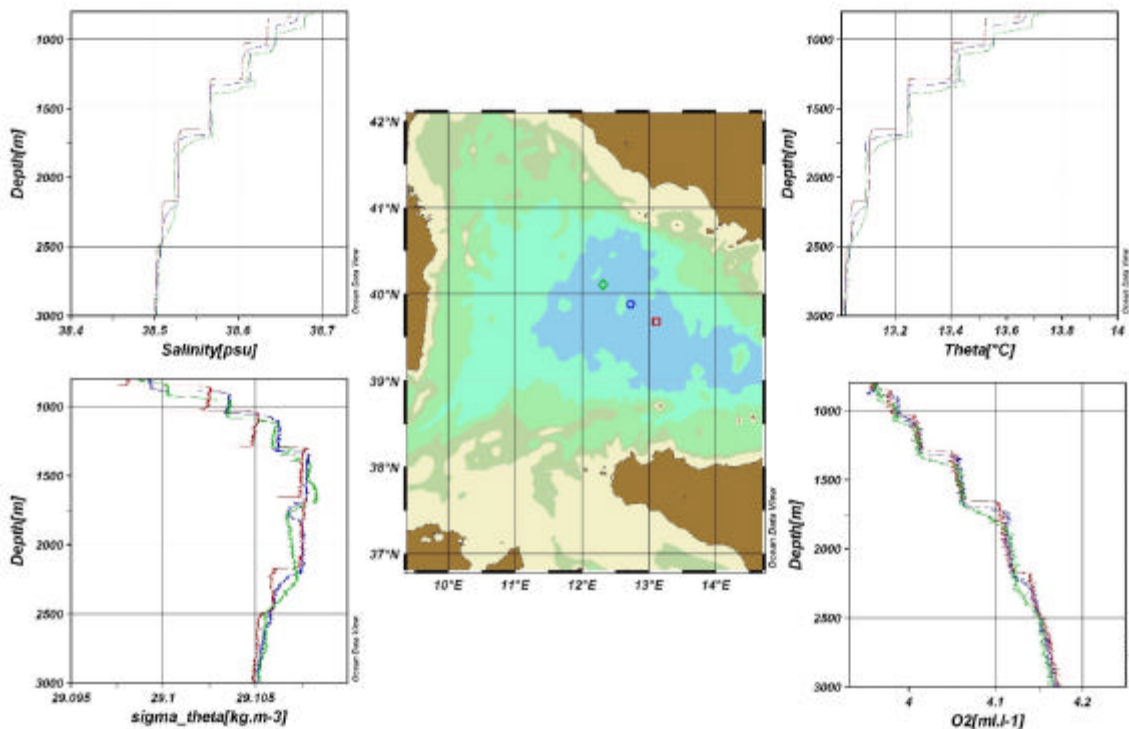 1000
1500
2000
2500
3000
Depth[m]
38.4
38.5
38.6
38.7
Salinity[psu]
Ocean Data View
1000
1500
2000
2500
3000
Depth[m]
13.2
13.4
13.6
13.8
14
Theta[°C]
Ocean Data View
42°N
41°N
40°N
39°N
38°N
37°N
10°E
11°E
12°E
13°E
14°E
Ocean Data View
1000
1500
2000
2500
3000
Depth[m]
29.095
29.1
29.105
sigma_theta[kg.m-3]
Ocean Data View
1000
1500
2000
2500
3000
Depth[m]
4
4.1
4.2
O2[ml.l-1]
Ocean Data View